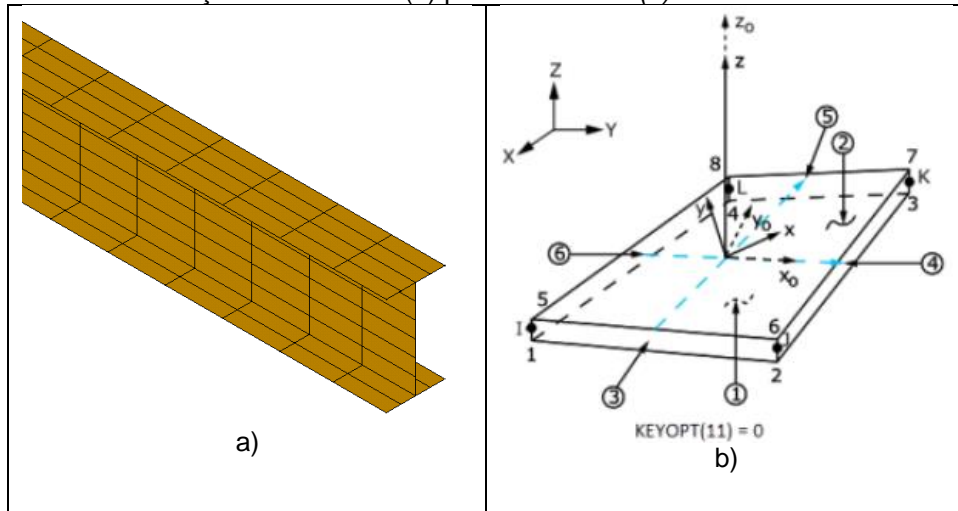 a)
z₀
z
Z
Y
X
⑤
②
8
7
L
K
4
3
y
y₀
x
⑥
x₀
④
5
I
6
J
1
2
③
①
KEYOPT(11) = 0
b)